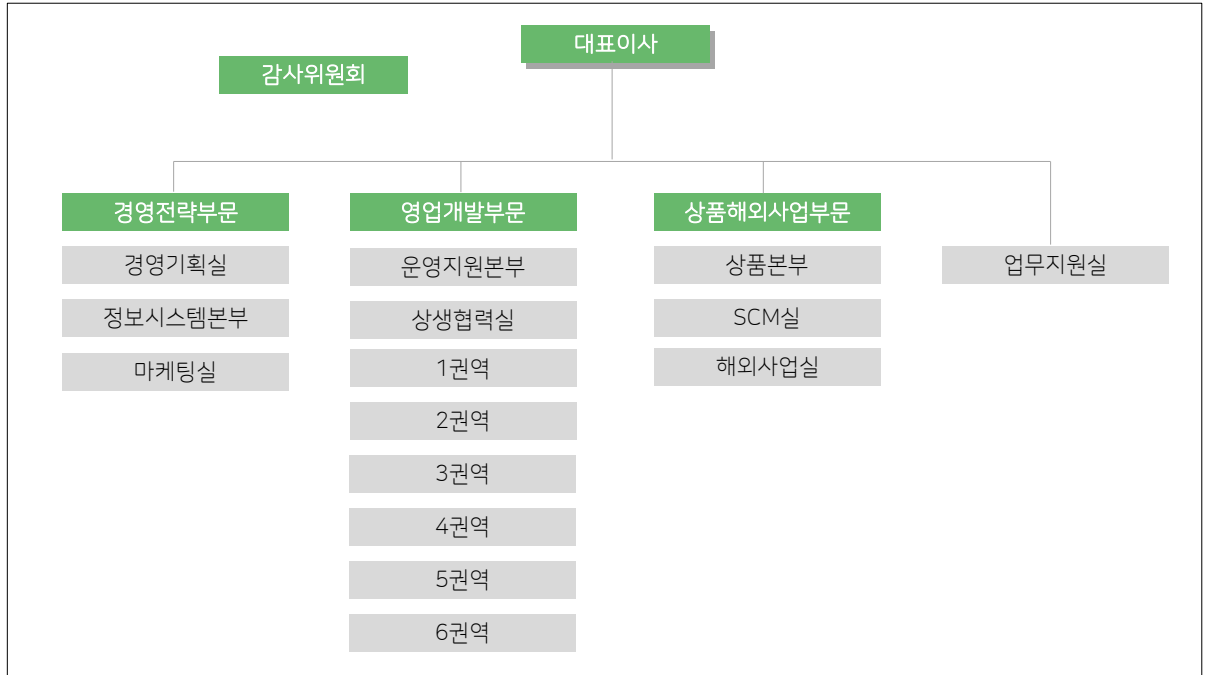 대표이사
감사위원회
경영전략부문
경영기획실
정보시스템본부
마케팅실
영업개발부문
운영지원본부
상생협력실
1권역
2권역
3권역
4권역
5권역
6권역
상품해외사업부문
상품본부
SCM실
해외사업실
업무지원실